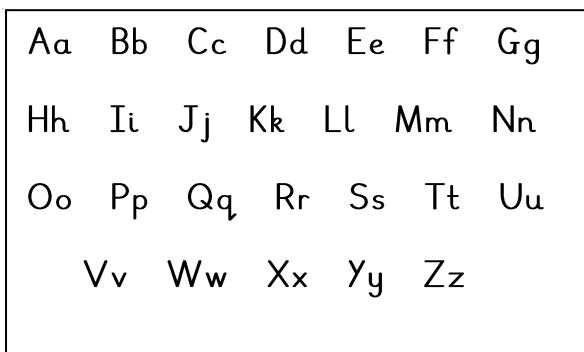 Aa Bb Cc Dd Ee Ff Gg
Hh Ii Jj Kk Ll Mm Nn
Oo Pp Qq Rr Ss Tt Uu
Vv Ww Xx Yy Zz